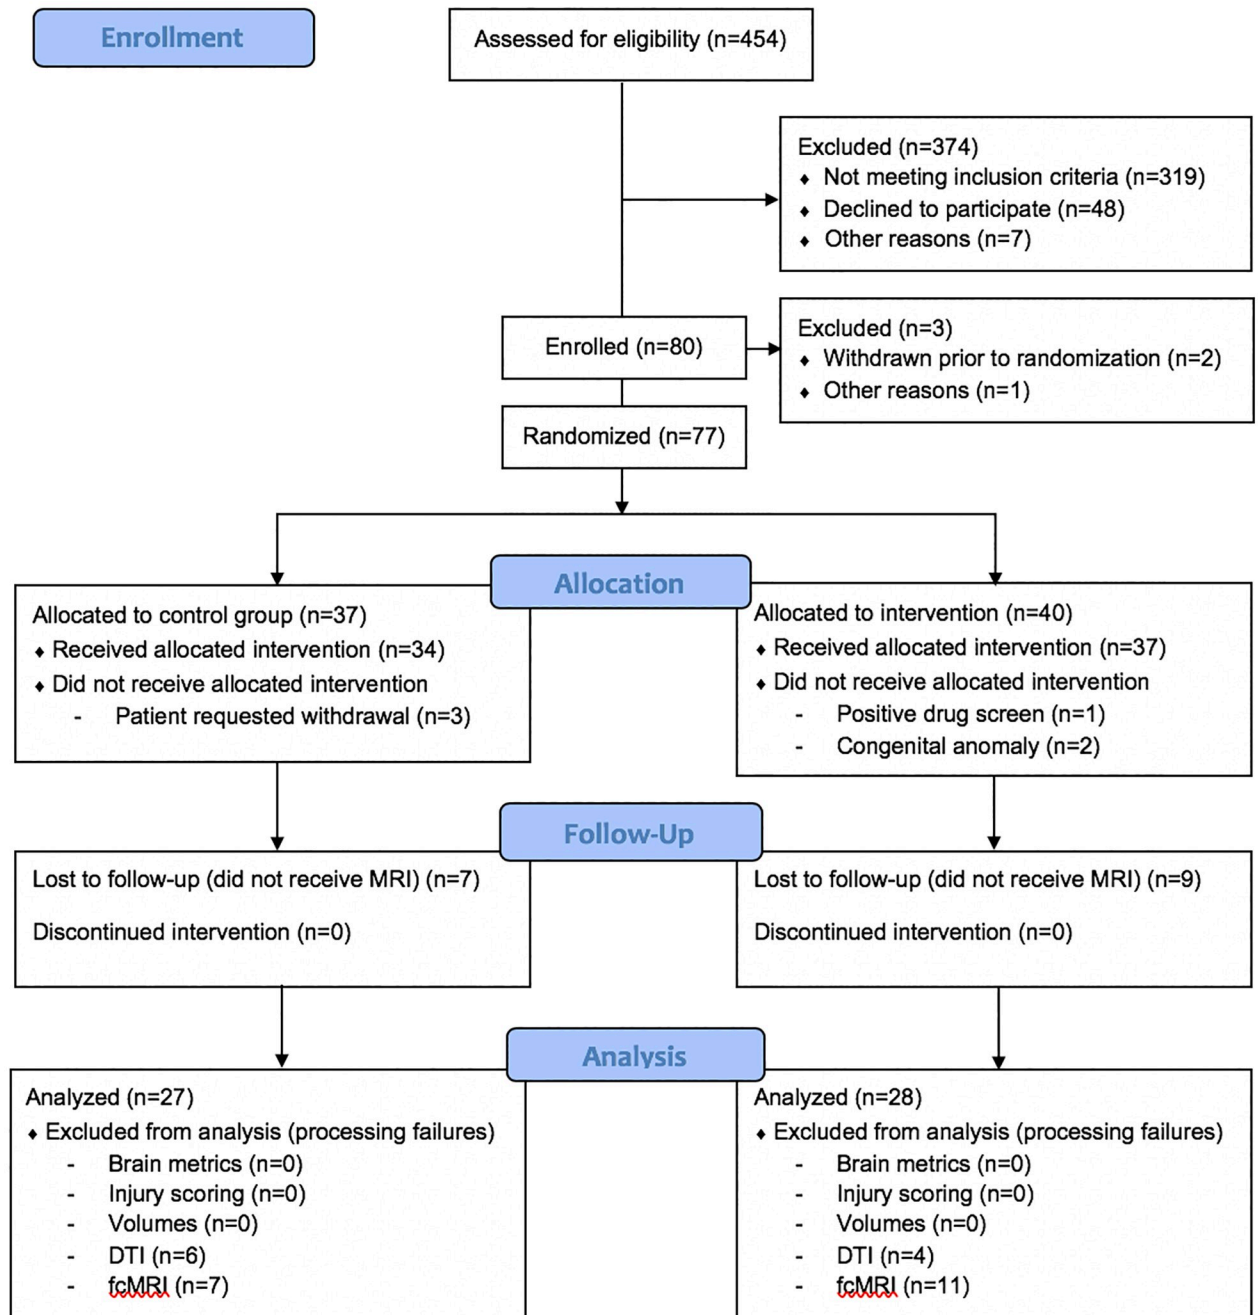 Enrollment
Assessed for eligibility (n=454)
Excluded (n=374)
♦ Not meeting inclusion criteria (n=319)
♦ Declined to participate (n=48)
♦ Other reasons (n=7)
Enrolled (n=80)
Excluded (n=3)
♦ Withdrawn prior to randomization (n=2)
♦ Other reasons (n=1)
Randomized (n=77)
Allocation
Allocated to control group (n=37)
♦ Received allocated intervention (n=34)
♦ Did not receive allocated intervention
- Patient requested withdrawal (n=3)
Allocated to intervention (n=40)
♦ Received allocated intervention (n=37)
♦ Did not receive allocated intervention
- Positive drug screen (n=1)
- Congenital anomaly (n=2)
Follow-Up
Lost to follow-up (did not receive MRI) (n=7)
Discontinued intervention (n=0)
Lost to follow-up (did not receive MRI) (n=9)
Discontinued intervention (n=0)
Analysis
Analyzed (n=27)
♦ Excluded from analysis (processing failures)
- Brain metrics (n=0)
- Injury scoring (n=0)
- Volumes (n=0)
- DTI (n=6)
- fcMRI (n=7)
Analyzed (n=28)
♦ Excluded from analysis (processing failures)
- Brain metrics (n=0)
- Injury scoring (n=0)
- Volumes (n=0)
- DTI (n=4)
- fcMRI (n=11)